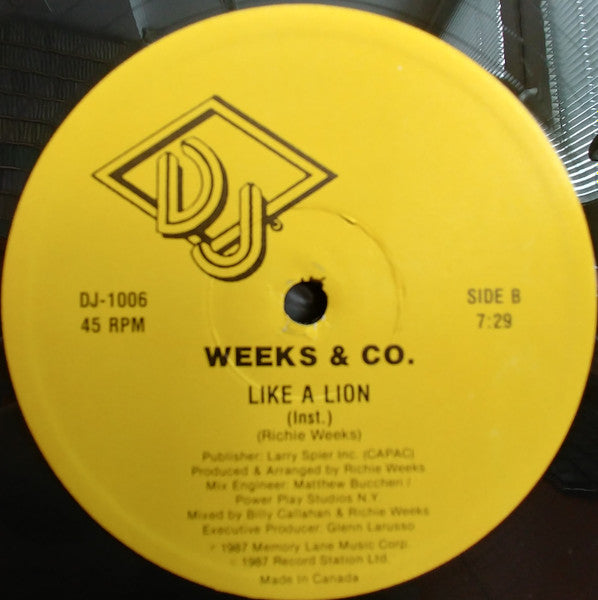 DJ
DJ-1006
45 RPM
SIDE B
7:29
WEEKS & CO.
LIKE A LION
(Inst.)
(Richie Weeks)
Publisher: Larry Spier Inc. (CAPAC)
Produced & Arranged by Richie Weeks
Mix Engineer: Matthew Buccheri /
Power Play Studios N.Y.
Mixed by Billy Callahan & Richie Weeks
Executive Producer: Glenn Larusso
℗ 1987 Memory Lane Music Corp.
© 1987 Record Station Ltd.
Made In Canada